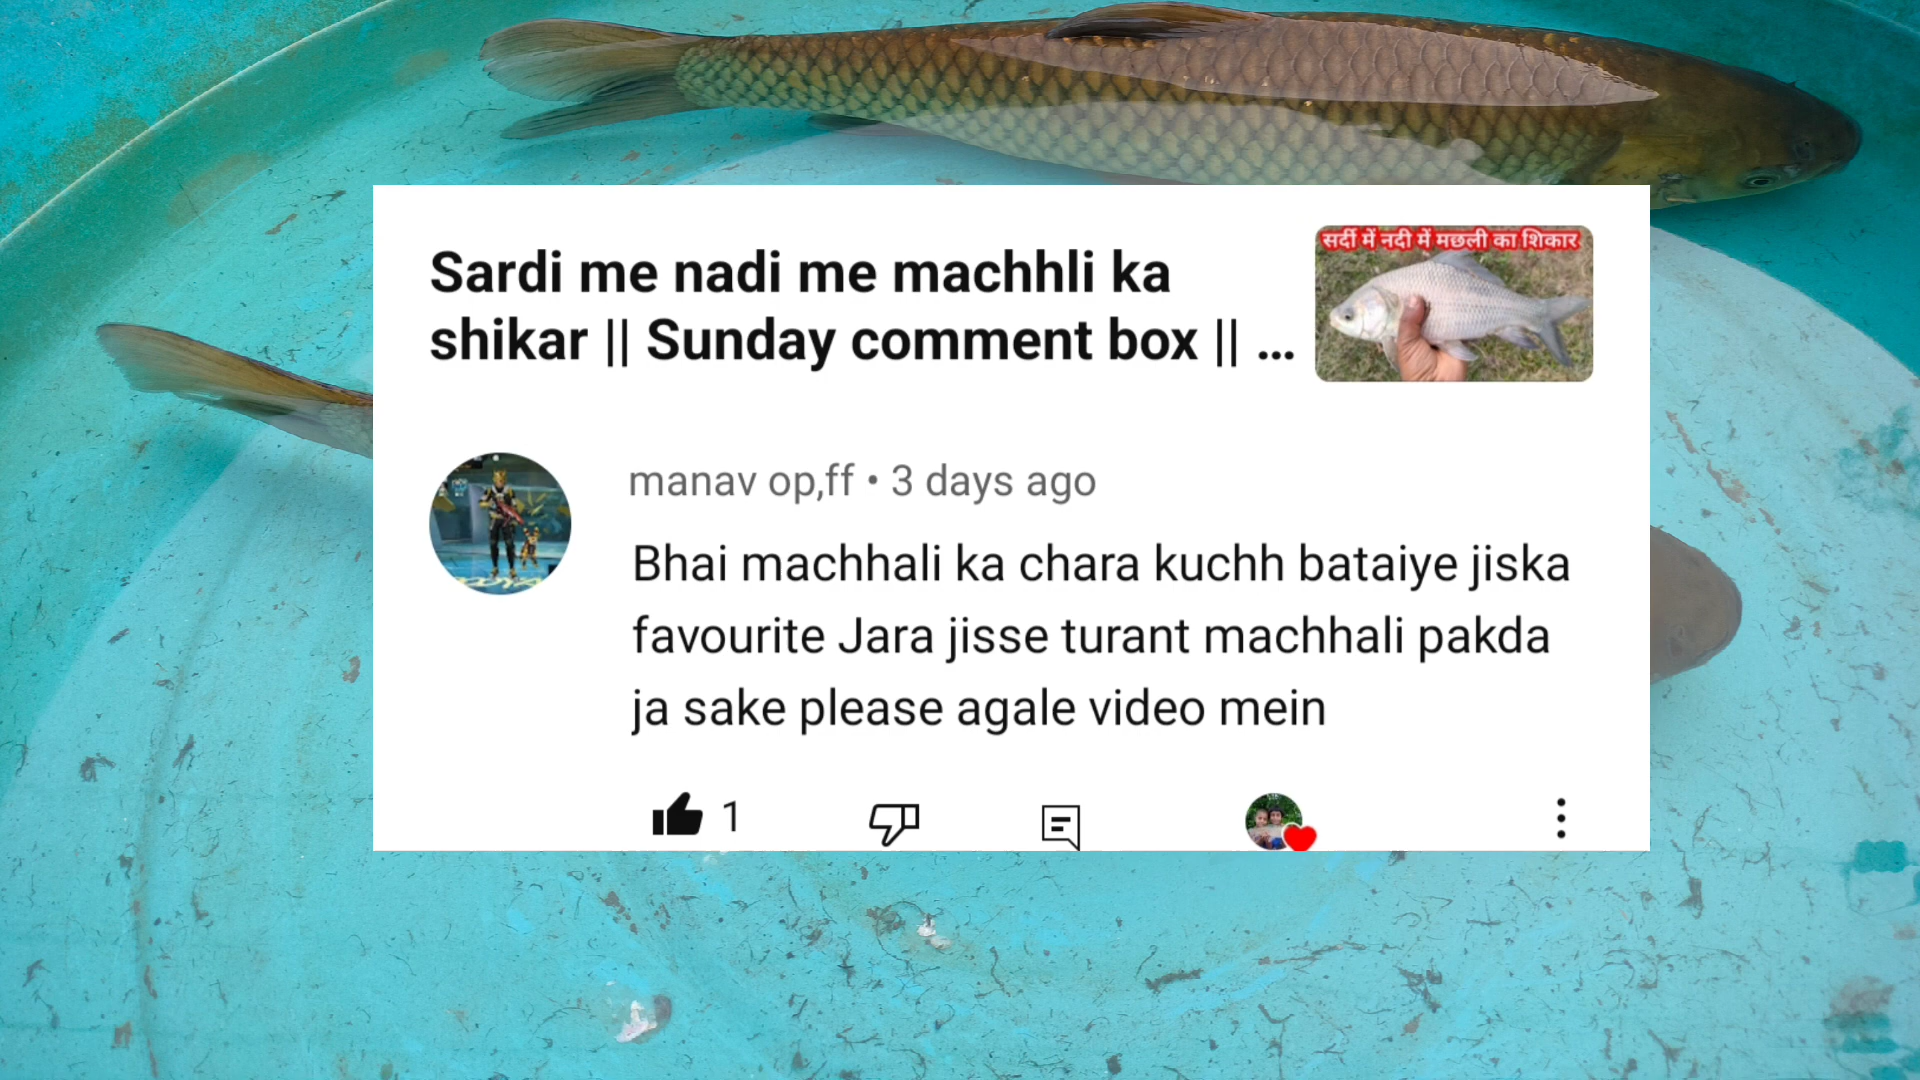 Sardi me nadi me machhli ka
shikar || Sunday comment box || ...
सर्दी में नदी में मछली का शिकार
manav op,ff • 3 days ago
Bhai machhali ka chara kuchh bataiye jiska
favourite Jara jisse turant machhali pakda
ja sake please agale video mein
1